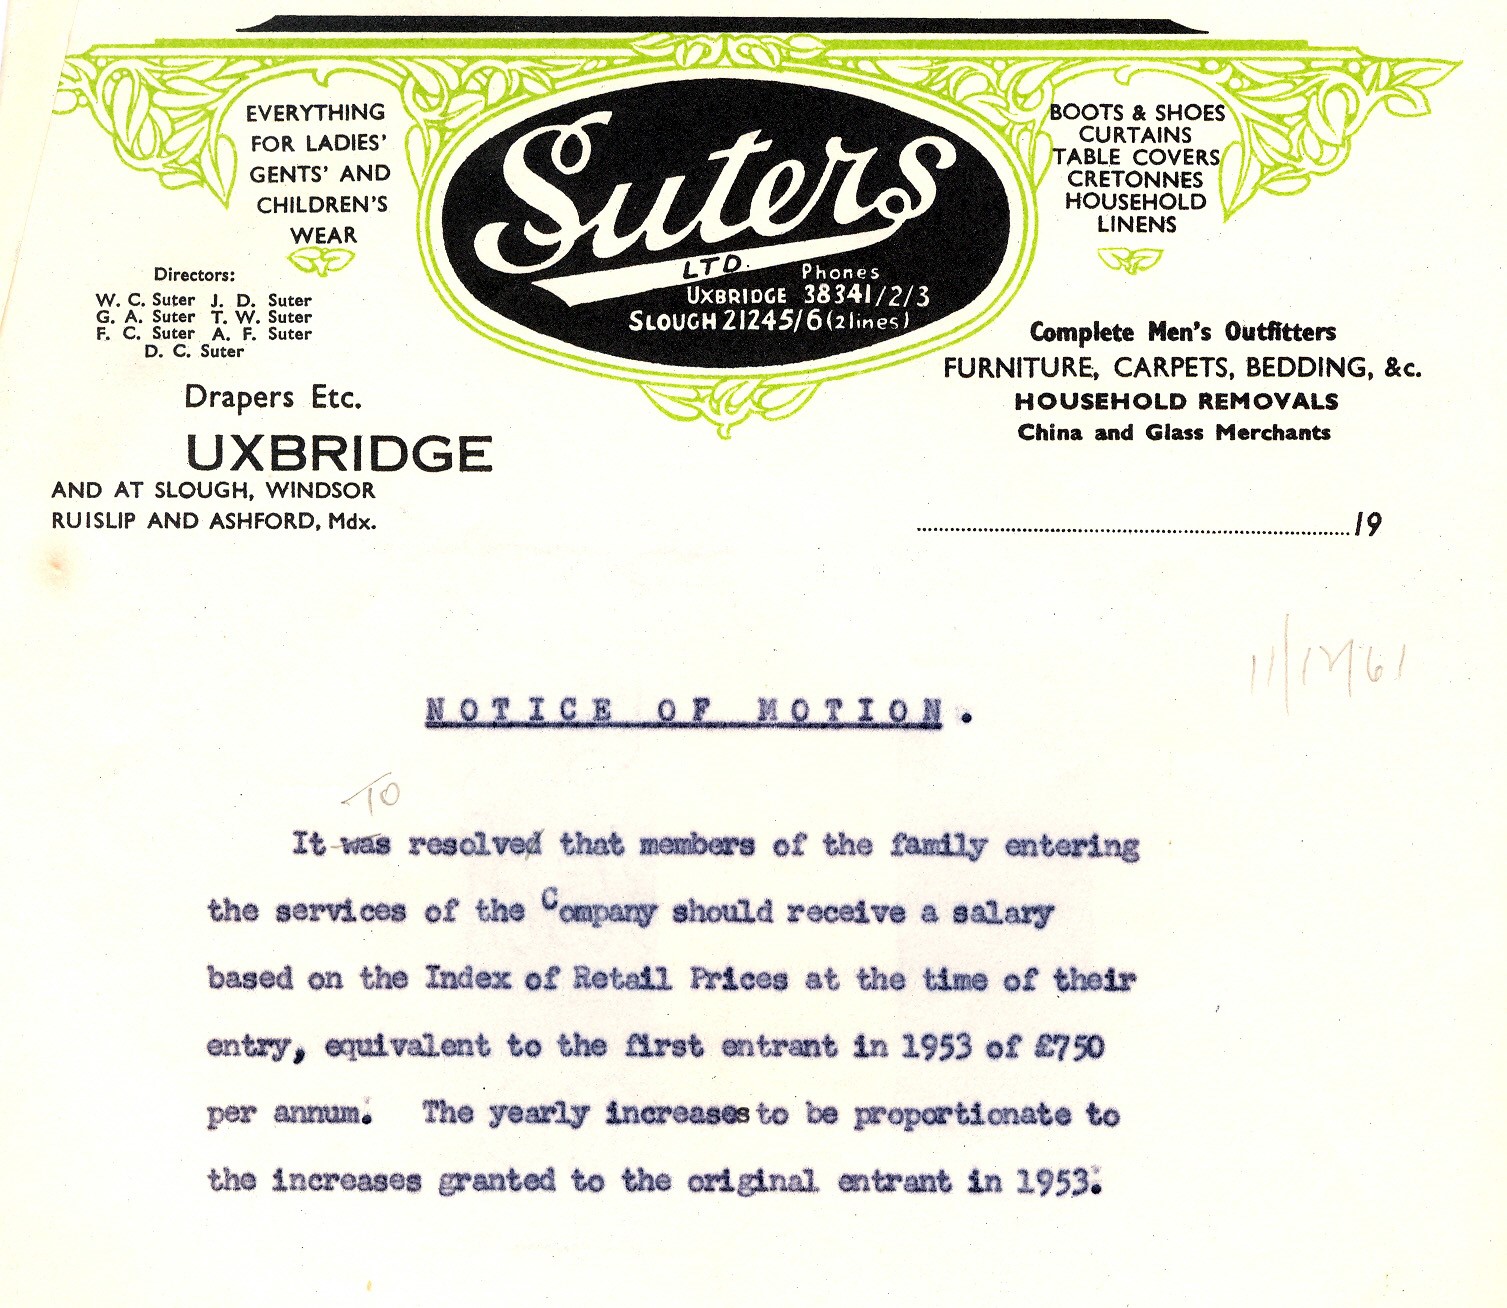 EVERYTHING
FOR LADIES'
GENTS' AND
CHILDREN'S
WEAR
Directors:
W. C. Suter J. D. Suter
G. A. Suter T. W. Suter
F. C. Suter A. F. Suter
D. C. Suter
Drapers Etc.
UXBRIDGE
AND AT SLOUGH, WINDSOR
RUISLIP AND ASHFORD, Mdx.
Suters
LTD.
Phones
UXBRIDGE 38341/2/3
SLOUGH 21245/6 (2 lines)
BOOTS & SHOES
CURTAINS
TABLE COVERS
CRETONNES
HOUSEHOLD
LINENS
Complete Men's Outfitters
FURNITURE, CARPETS, BEDDING, &c.
HOUSEHOLD REMOVALS
China and Glass Merchants
19
11/12/61
NOTICE OF MOTION.
TO
It was resolved that members of the family entering
the services of the Company should receive a salary
based on the Index of Retail Prices at the time of their
entry, equivalent to the first entrant in 1953 of £750
per annum. The yearly increases to be proportionate to
the increases granted to the original entrant in 1953.